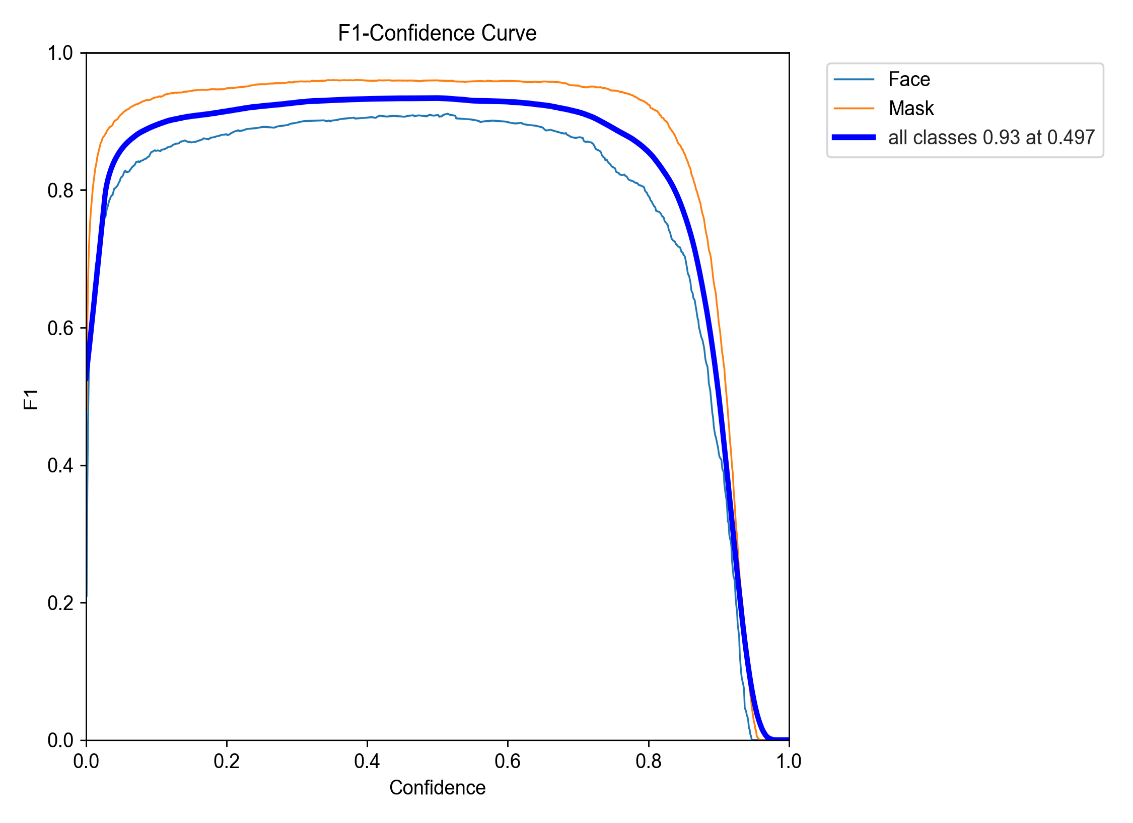 F1-Confidence Curve
Face
Mask
all classes 0.93 at 0.497
1.0
0.8
0.6
0.4
0.2
0.0
F1
0.0 0.2 0.4 0.6 0.8 1.0
Confidence